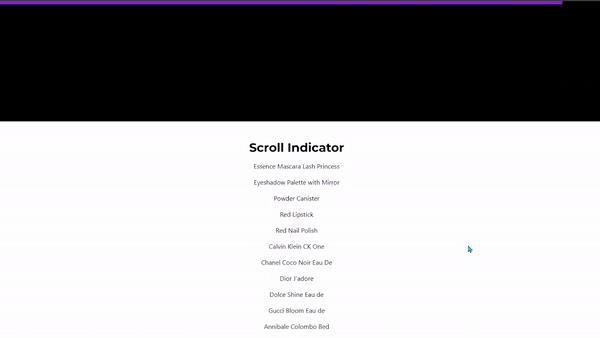 Scroll Indicator
Essence Mascara Lash Princess
Eyeshadow Palette with Mirror
Powder Canister
Red Lipstick
Red Nail Polish
Calvin Klein CK One
Chanel Coco Noir Eau De
Dior J'adore
Dolce Shine Eau de
Gucci Bloom Eau de
Annibale Colombo Bed